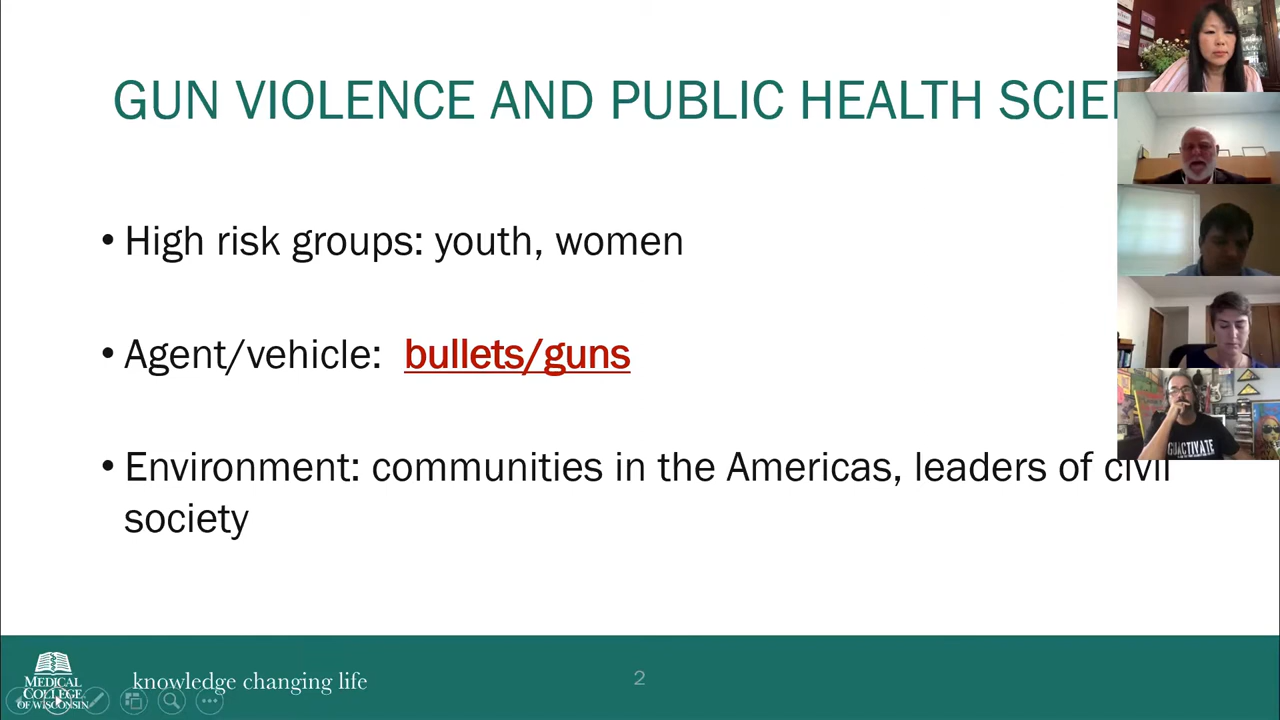 GUN VIOLENCE AND PUBLIC HEALTH SCIE
• High risk groups: youth, women
• Agent/vehicle: bullets/guns
• Environment: communities in the Americas, leaders of civil
society
MEDICAL
COLLEGE
OF WISCONSIN
knowledge changing life
2